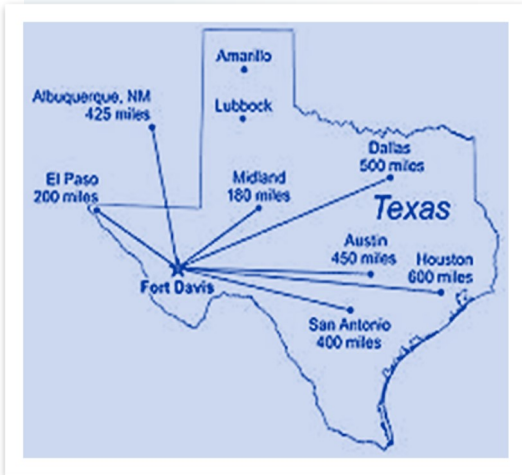 Amarillo
Albuquerque, NM
425 miles
Lubbock
Dallas
500 miles
El Paso
200 miles
Midland
180 miles
Texas
Austin
450 miles
Houston
600 miles
Fort Davis
San Antonio
400 miles